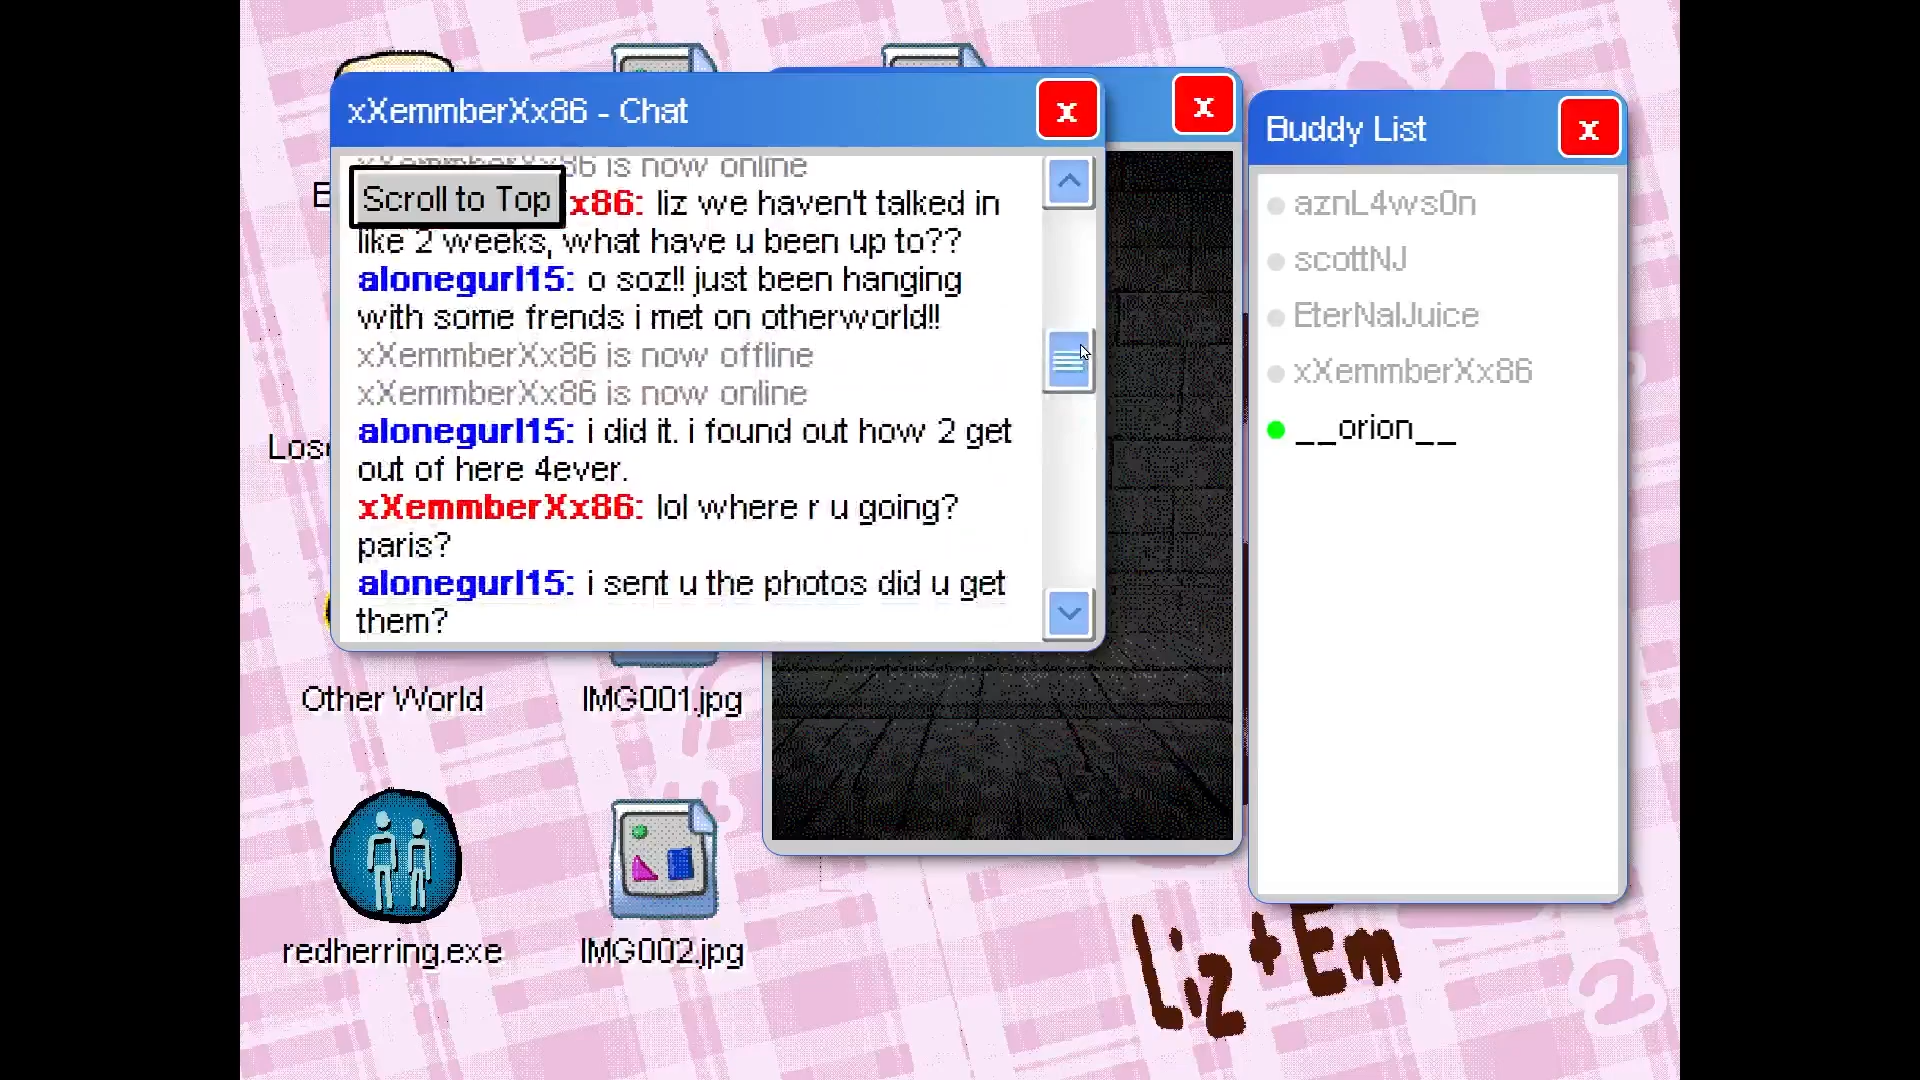 xXemmberXx86 - Chat
x
x
Buddy List
x
xXemmberXx86 is now online
Scroll to Top
x86: liz we haven't talked in
like 2 weeks, what have u been up to??
alonegurl15: o soz!! just been hanging
with some frends i met on otherworld!!
xXemmberXx86 is now offline
xXemmberXx86 is now online
alonegurl15: i did it. i found out how 2 get
out of here 4ever.
xXemmberXx86: lol where r u going?
paris?
alonegurl15: i sent u the photos did u get
them?
aznL4ws0n
scottNJ
EterNalJuice
xXemmberXx86
__orion__
E
Los
Other World
IMG001.jpg
redherring.exe
IMG002.jpg
Liz + Em